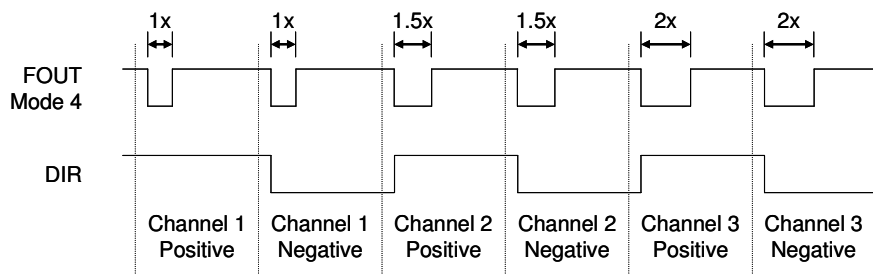 1x 1x 1.5x 1.5x 2x 2x
FOUT
Mode 4
DIR
Channel 1 Channel 1 Channel 2 Channel 2 Channel 3 Channel 3
Positive Negative Positive Negative Positive Negative